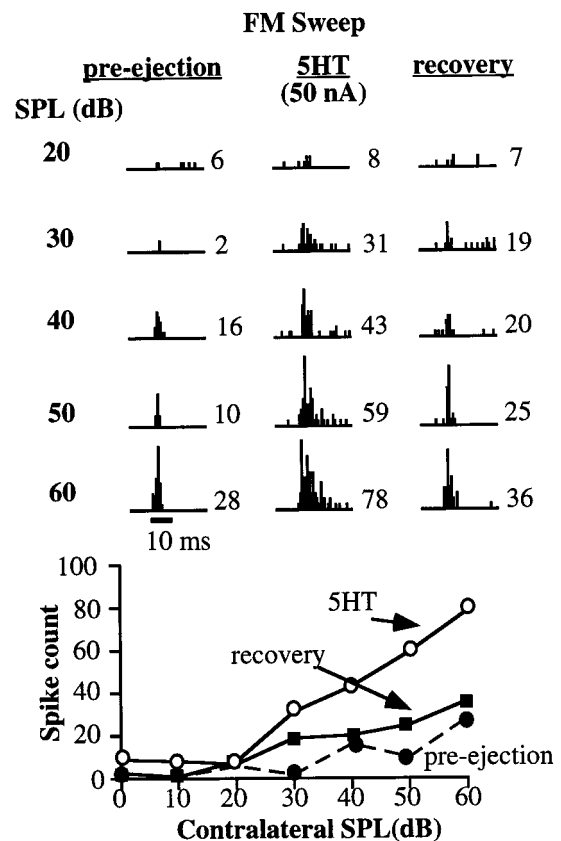 FM Sweep
pre-ejection 5HT recovery
(50 nA)
SPL (dB)
20 6 8 7
30 2 31 19
40 16 43 20
50 10 59 25
60 28 78 36
10 ms
100
80
60
40
20
0
Spike count
5HT
recovery
pre-ejection
0 10 20 30 40 50 60
Contralateral SPL(dB)